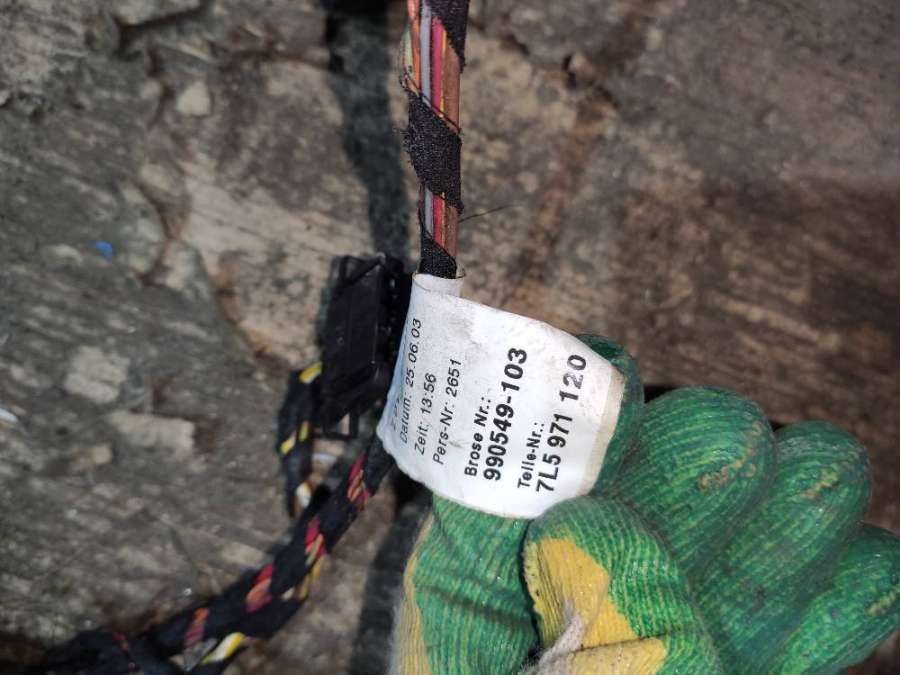 Datum: 25.06.03
Zeit: 13:56
Pers-Nr: 2651
Brose Nr.:
990549-103
Teile-Nr.:
7L5 971 120